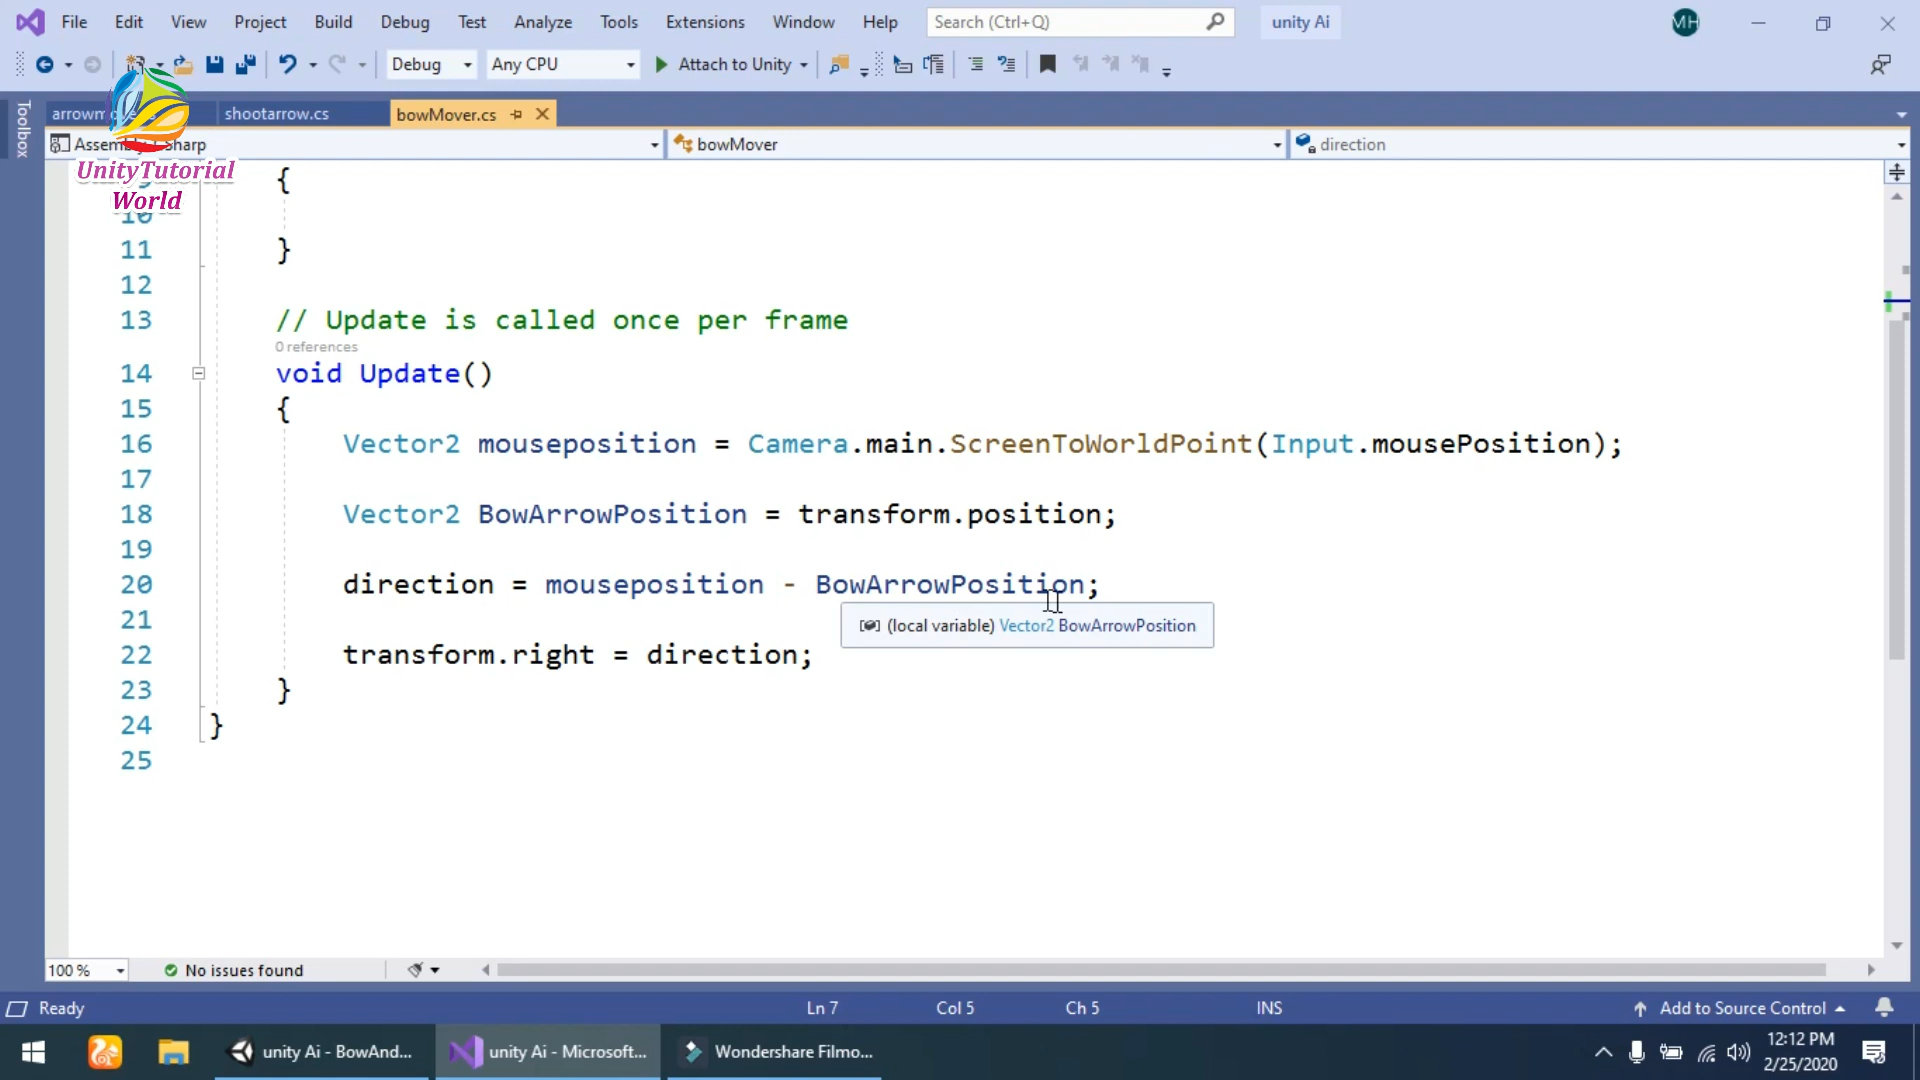 File Edit View Project Build Debug Test Analyze Tools Extensions Window Help Search (Ctrl+Q) unity Ai MH
Debug Any CPU Attach to Unity
Toolbox
shootarrow.cs bowMover.cs
bowMover direction
UnityTutorial
World
{
10
11 }
12
13 // Update is called once per frame
0 references
14 void Update()
15 {
16 Vector2 mouseposition = Camera.main.ScreenToWorldPoint(Input.mousePosition);
17
18 Vector2 BowArrowPosition = transform.position;
19
20 direction = mouseposition - BowArrowPosition;
(local variable) Vector2 BowArrowPosition
21
22 transform.right = direction;
23 }
24 }
25
100 % No issues found
Ready Ln 7 Col 5 Ch 5 INS Add to Source Control
unity Ai - BowAnd... unity Ai - Microsoft... Wondershare Filmo... 12:12 PM
2/25/2020